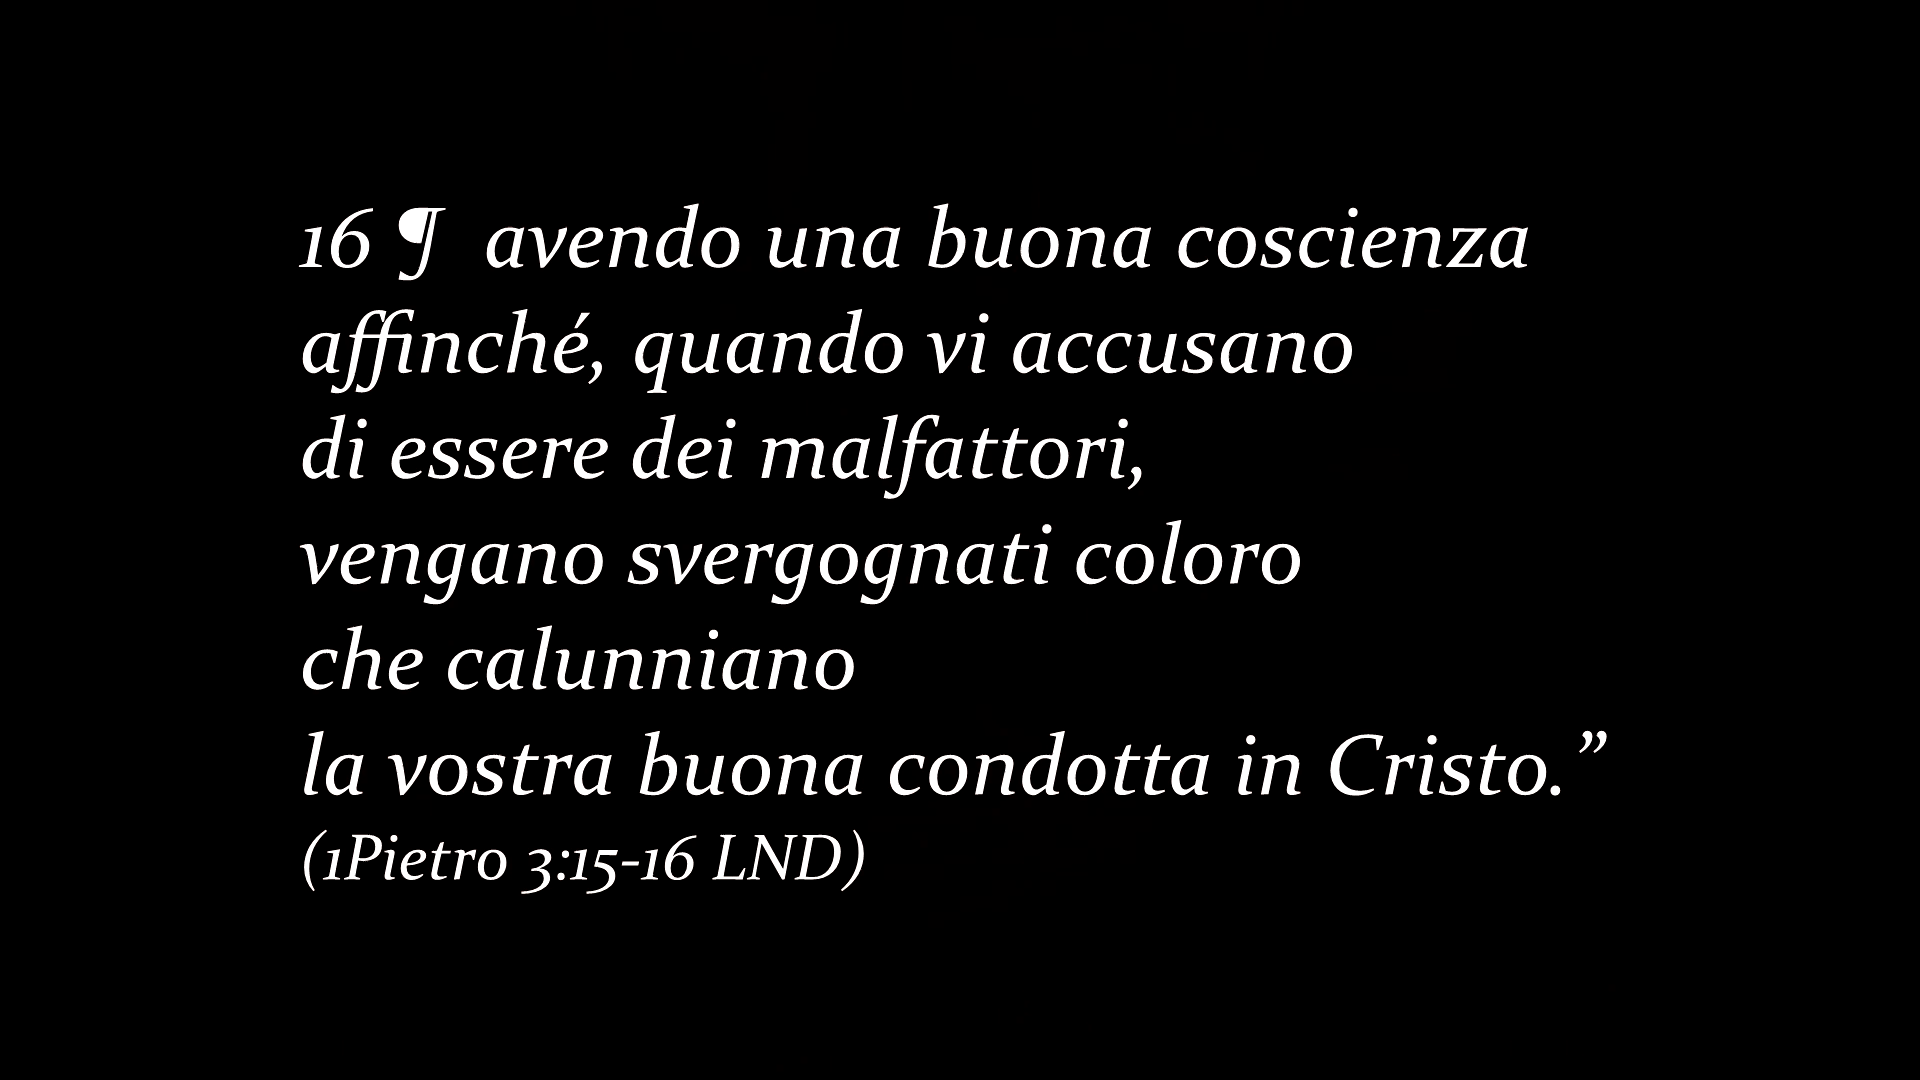 16 ¶  avendo una buona coscienza
affinché, quando vi accusano
di essere dei malfattori,
vengano svergognati coloro
che calunniano
la vostra buona condotta in Cristo.”
(1Pietro 3:15-16 LND)